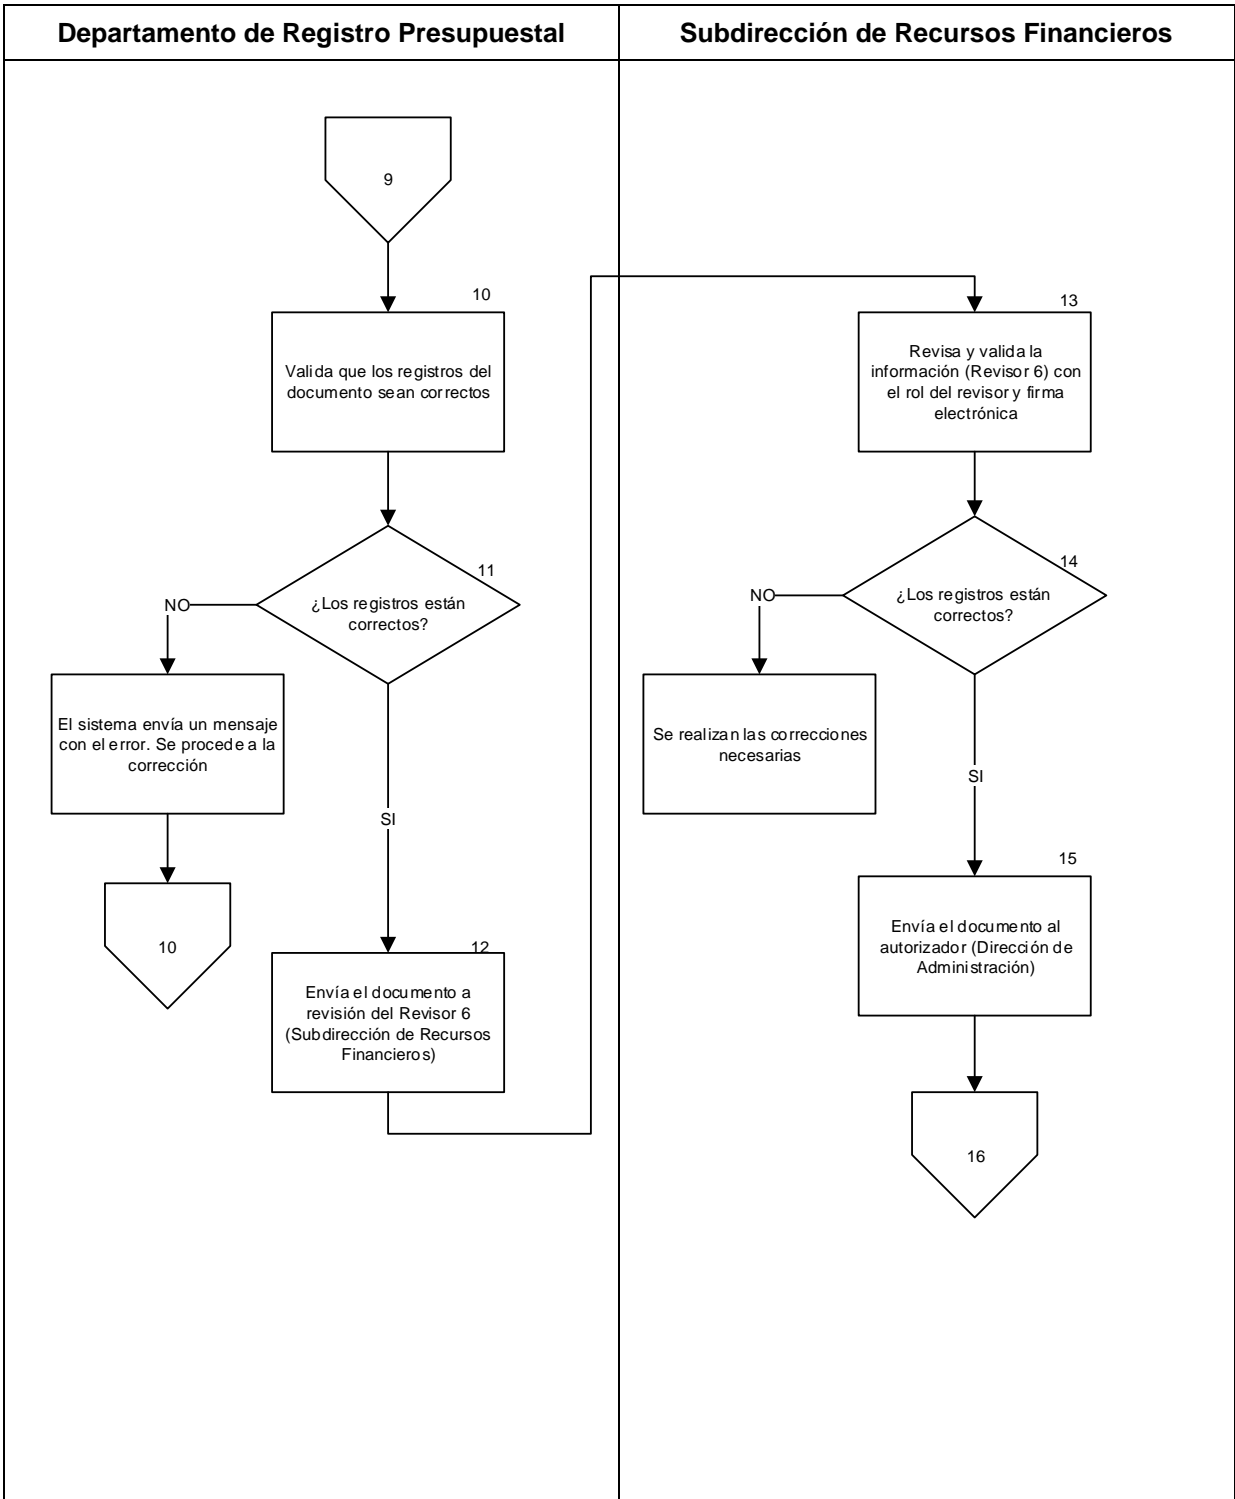 Departamento de Registro Presupuestal
Subdirección de Recursos Financieros
9
10
Valida que los registros del
documento sean correctos
11
¿Los registros están
correctos?
NO
El sistema envía un mensaje
con el error. Se procede a la
corrección
10
SI
12
Envía el documento a
revisión del Revisor 6
(Subdirección de Recursos
Financieros)
13
Revisa y valida la
información (Revisor 6) con
el rol del revisor y firma
electrónica
14
¿Los registros están
correctos?
NO
Se realizan las correcciones
necesarias
SI
15
Envía el documento al
autorizador (Dirección de
Administración)
16